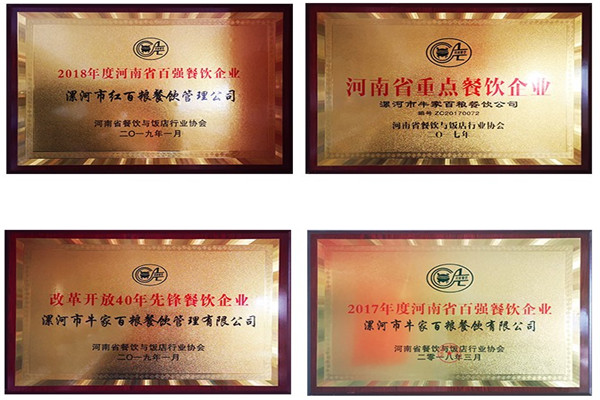 2018年度河南省百强餐饮企业
漯河市红百粮餐饮管理公司
河南省餐饮与饭店行业协会
二〇一九年一月
河南省重点餐饮企业
漯河市牛家百粮餐饮公司
编号 ZC20170072
河南省餐饮与饭店行业协会
二〇一七年
改革开放40年先锋餐饮企业
漯河市牛家百粮餐饮管理有限公司
河南省餐饮与饭店行业协会
二〇一九年一月
2017年度河南省百强餐饮企业
漯河市牛家百粮餐饮有限公司
河南省餐饮与饭店行业协会
二零一八年三月